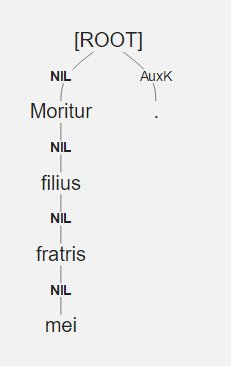 [ROOT]
NIL AuxK
Moritur .
NIL
filius
NIL
fratris
NIL
mei